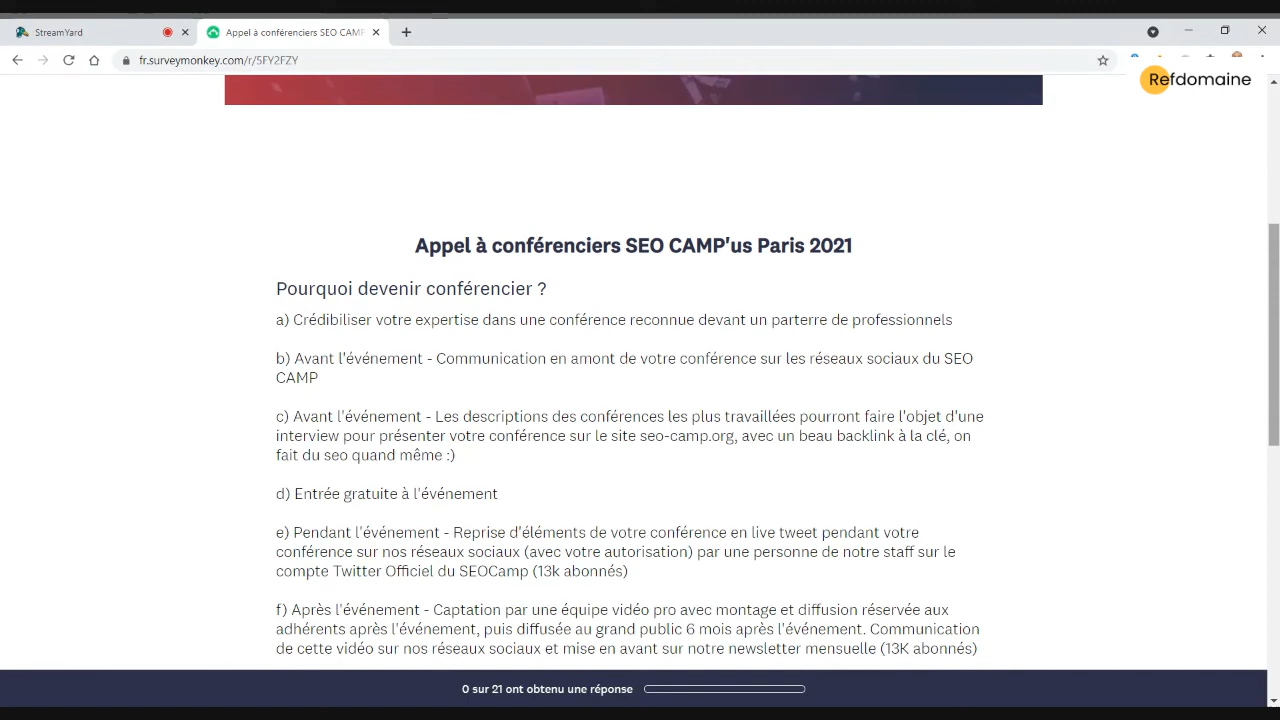 StreamYard
Appel à conférenciers SEO CAMP
fr.surveymonkey.com/r/5FY2FZY
Refdomaine
Appel à conférenciers SEO CAMP'us Paris 2021
Pourquoi devenir conférencier ?
a) Crédibiliser votre expertise dans une conférence reconnue devant un parterre de professionnels
b) Avant l'événement - Communication en amont de votre conférence sur les réseaux sociaux du SEO
CAMP
c) Avant l'événement - Les descriptions des conférences les plus travaillées pourront faire l'objet d'une
interview pour présenter votre conférence sur le site seo-camp.org, avec un beau backlink à la clé, on
fait du seo quand même :)
d) Entrée gratuite à l'événement
e) Pendant l'événement - Reprise d'éléments de votre conférence en live tweet pendant votre
conférence sur nos réseaux sociaux (avec votre autorisation) par une personne de notre staff sur le
compte Twitter Officiel du SEOCamp (13k abonnés)
f) Après l'événement - Captation par une équipe vidéo pro avec montage et diffusion réservée aux
adhérents après l'événement, puis diffusée au grand public 6 mois après l'événement. Communication
de cette vidéo sur nos réseaux sociaux et mise en avant sur notre newsletter mensuelle (13K abonnés)
0 sur 21 ont obtenu une réponse